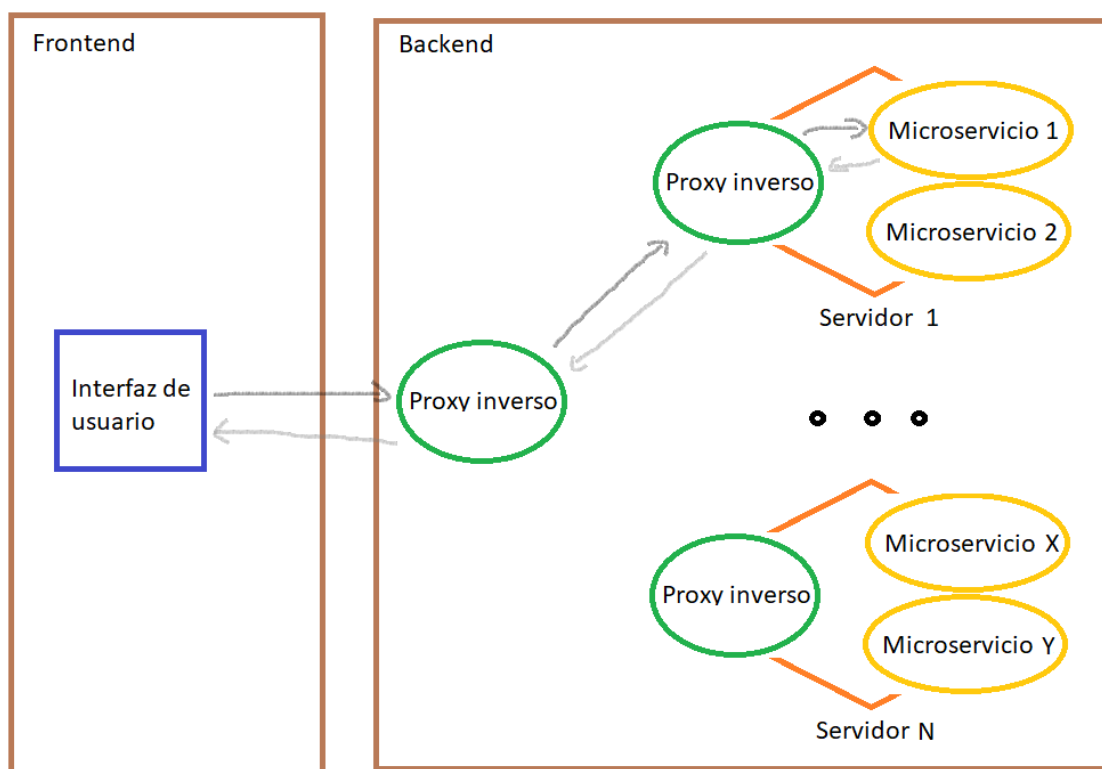 Frontend
Backend
Proxy inverso
Microservicio 1
Microservicio 2
Servidor 1
Interfaz de
usuario
Proxy inverso
Proxy inverso
Microservicio X
Microservicio Y
Servidor N